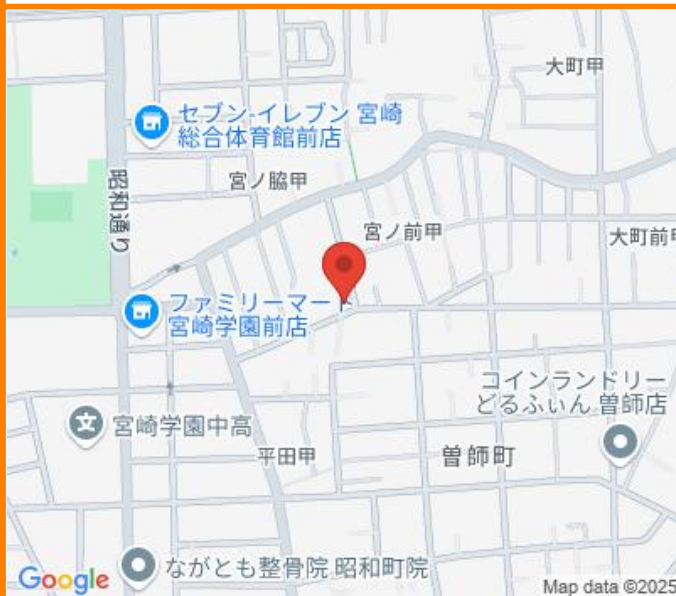 大町甲
セブン-イレブン 宮崎
総合体育館前店
昭和通り
宮ノ脇甲
宮ノ前甲
大町前甲
ファミリーマート
宮崎学園前店
コインランドリー
どるふぃん 曽師店
宮崎学園中高
平田甲
曽師町
ながとも整骨院 昭和町院
Google
Map data ©2025